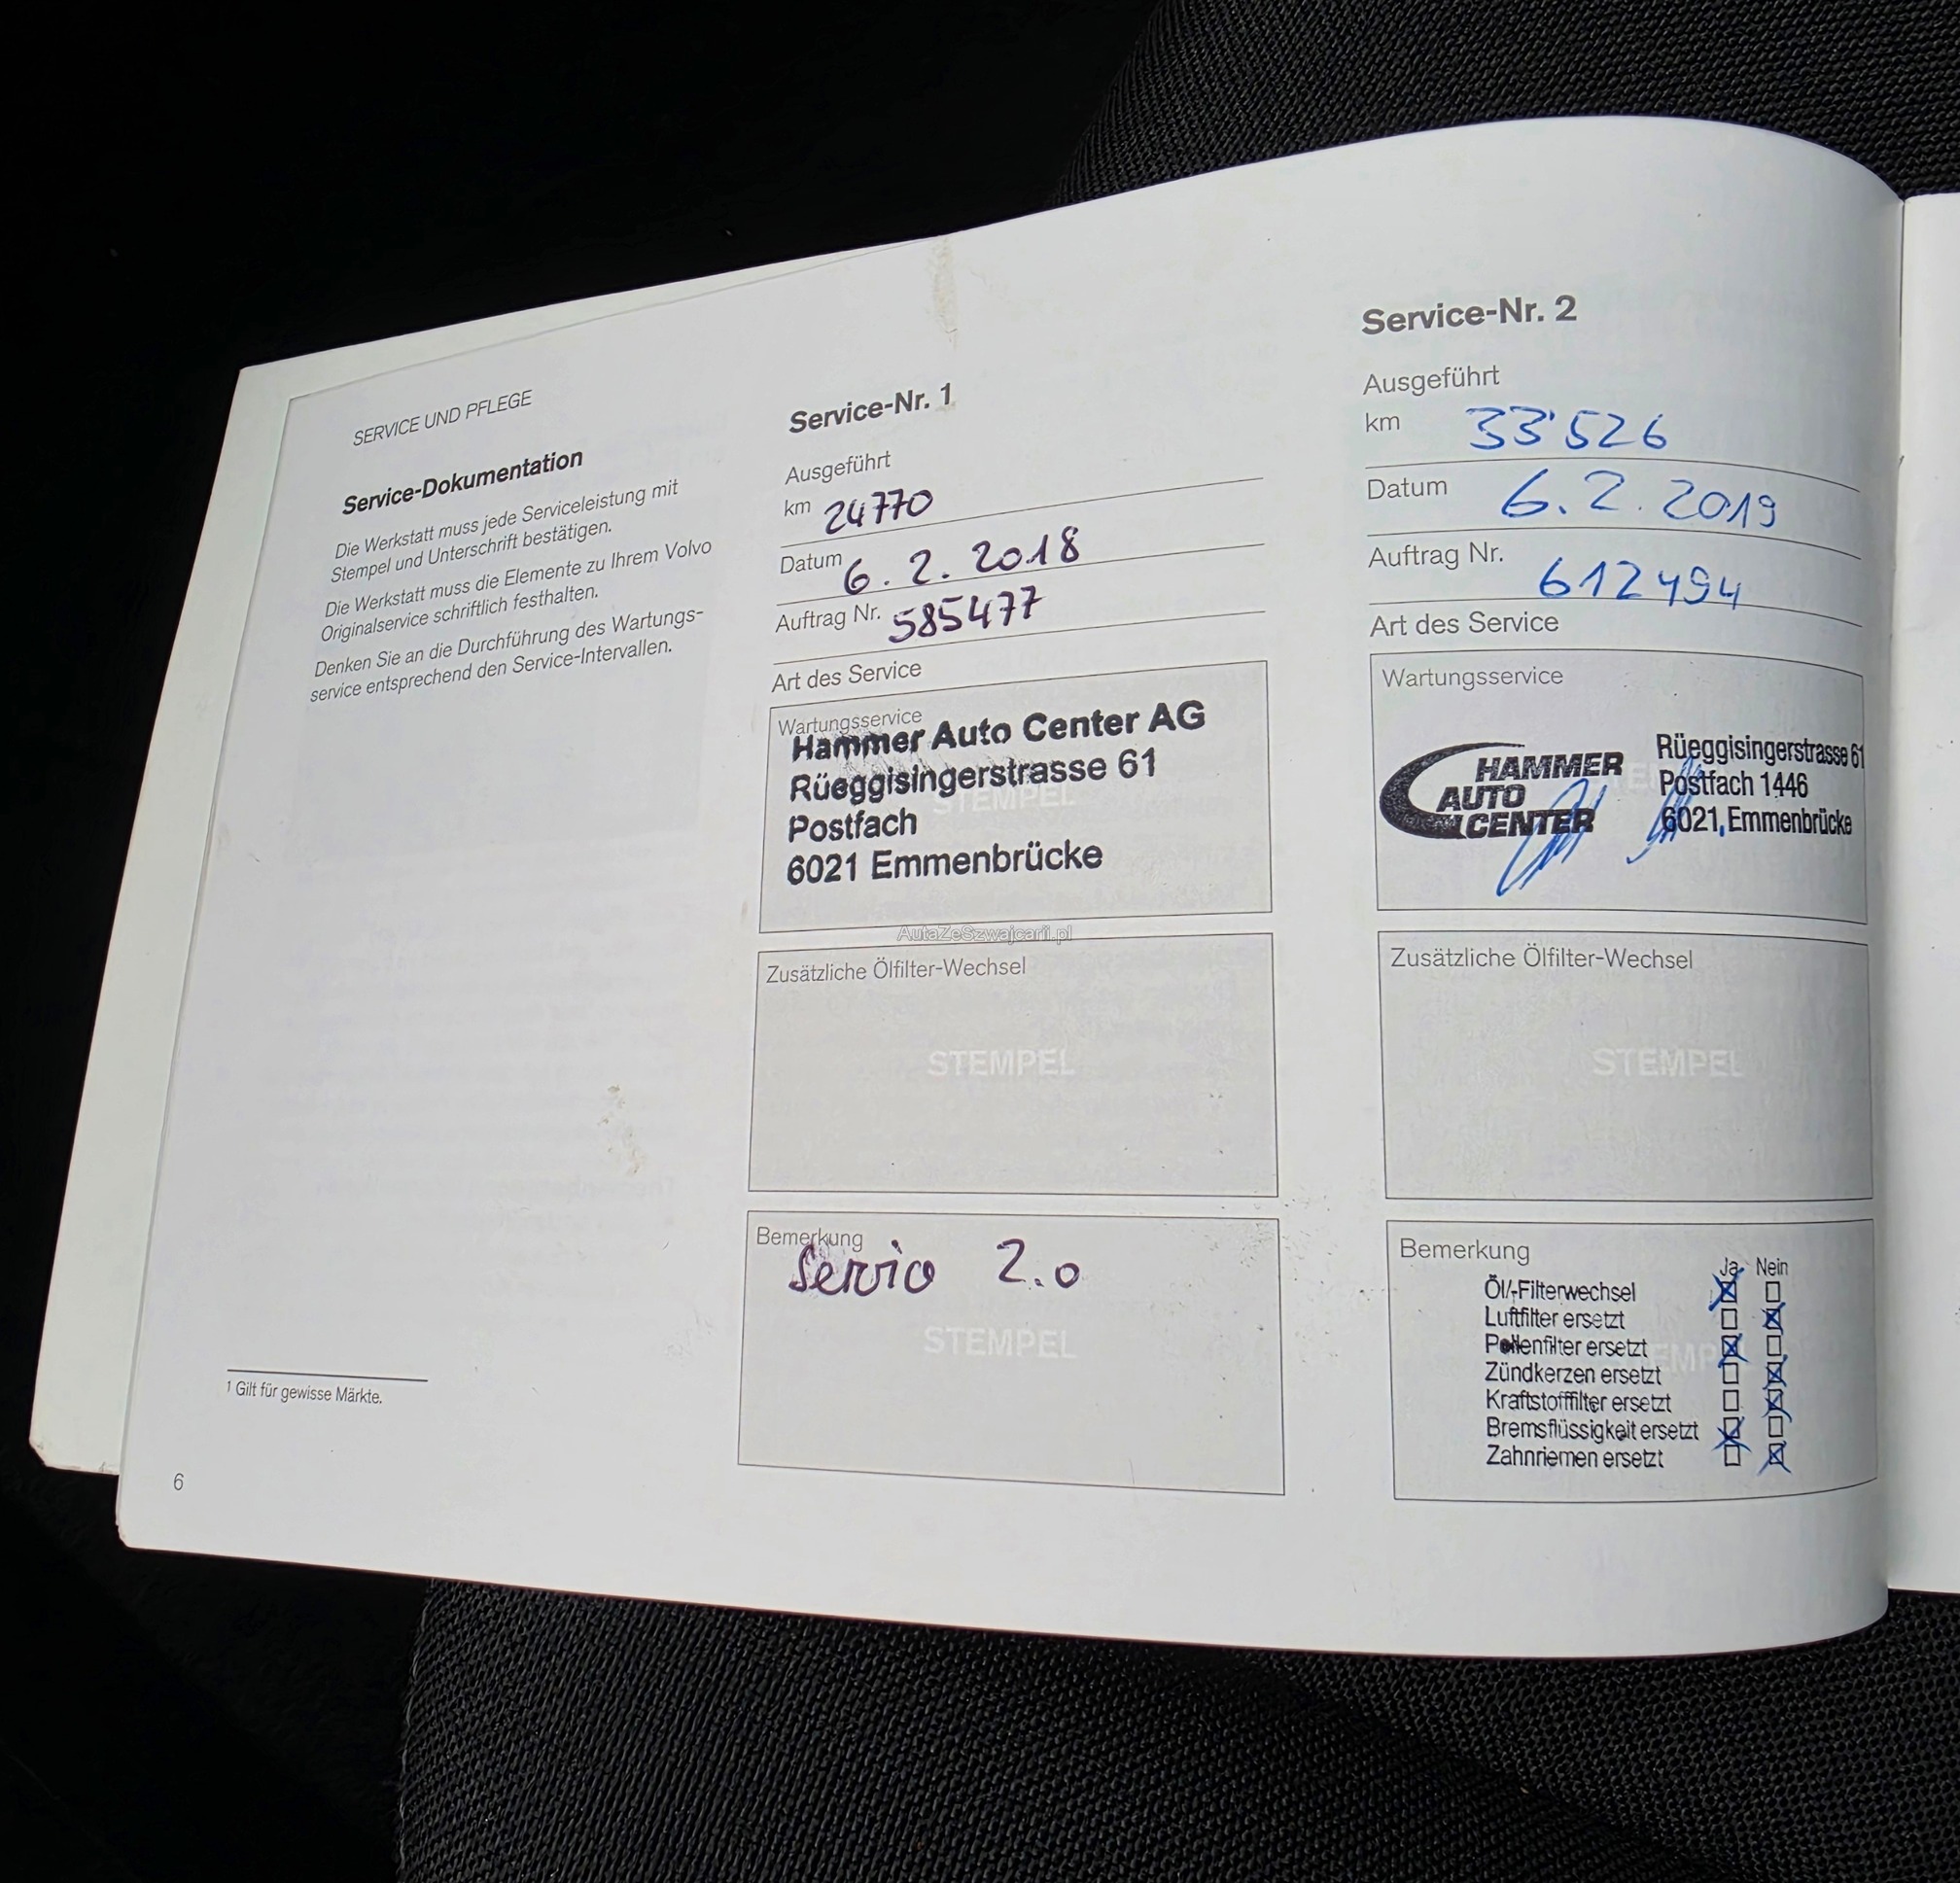 SERVICE UND PFLEGE
Service-Dokumentation
Die Werkstatt muss jede Serviceleistung mit
Stempel und Unterschrift bestätigen.
Die Werkstatt muss die Elemente zu Ihrem Volvo
Originalservice schriftlich festhalten.
Denken Sie an die Durchführung des Wartungs-
service entsprechend den Service-Intervallen.
1 Gilt für gewisse Märkte.
6
Service-Nr. 1
Ausgeführt
km 24770
Datum 6. 2. 2018
Auftrag Nr. 585477
Art des Service
Wartungsservice
Hammer Auto Center AG
Rüeggisingerstrasse 61
STEMPEL
Postfach
6021 Emmenbrücke
AutaZeSzwajcarii.pl
Zusätzliche Ölfilter-Wechsel
STEMPEL
Bemerkung
Service 2.0
STEMPEL
Service-Nr. 2
Ausgeführt
km 33'526
Datum 6. 2. 2019
Auftrag Nr. 612494
Art des Service
Wartungsservice
HAMMER
AUTO
CENTER
Rüeggisingerstrasse 61
Postfach 1446
6021, Emmenbrücke
Zusätzliche Ölfilter-Wechsel
STEMPEL
Bemerkung
Ja Nein
Öl/-Filterwechsel
Luftfilter ersetzt
Pollenfilter ersetzt
Zündkerzen ersetzt
Kraftstofffilter ersetzt
Bremsflüssigkeit ersetzt
Zahnriemen ersetzt